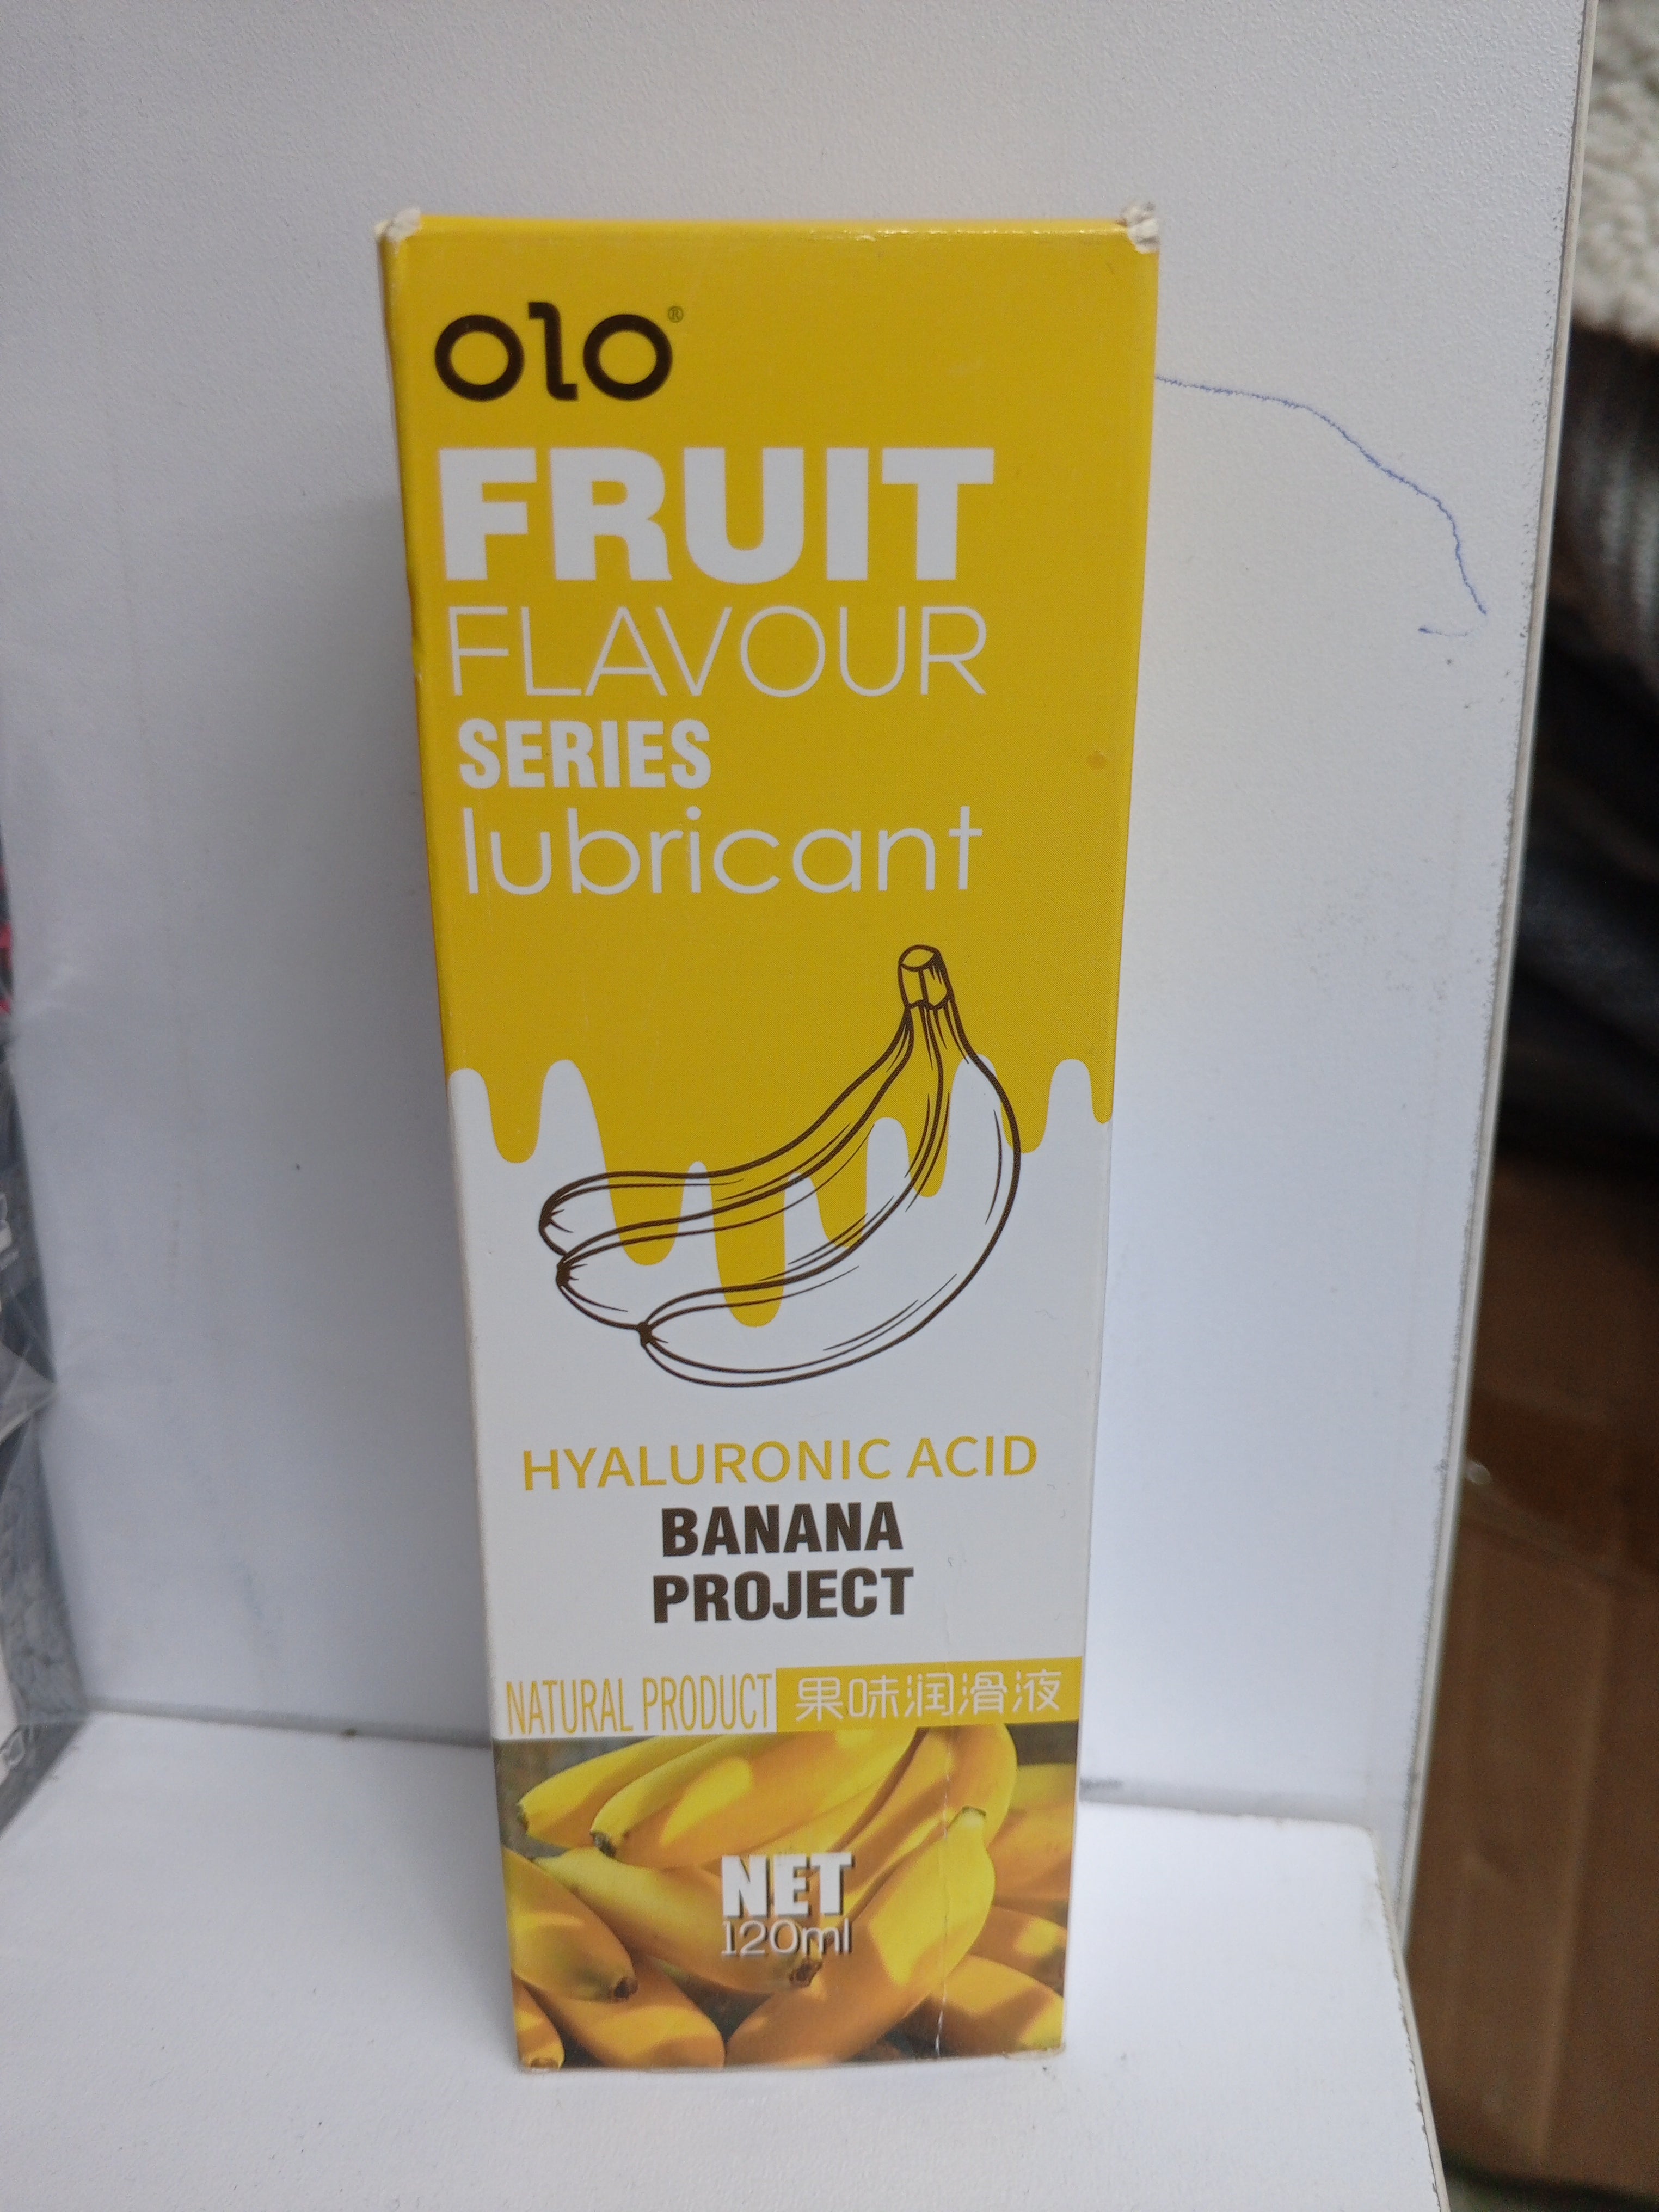 olo®
FRUIT
FLAVOUR
SERIES
lubricant
HYALURONIC ACID
BANANA
PROJECT
NATURAL PRODUCT 果味润滑液
NET
120ml